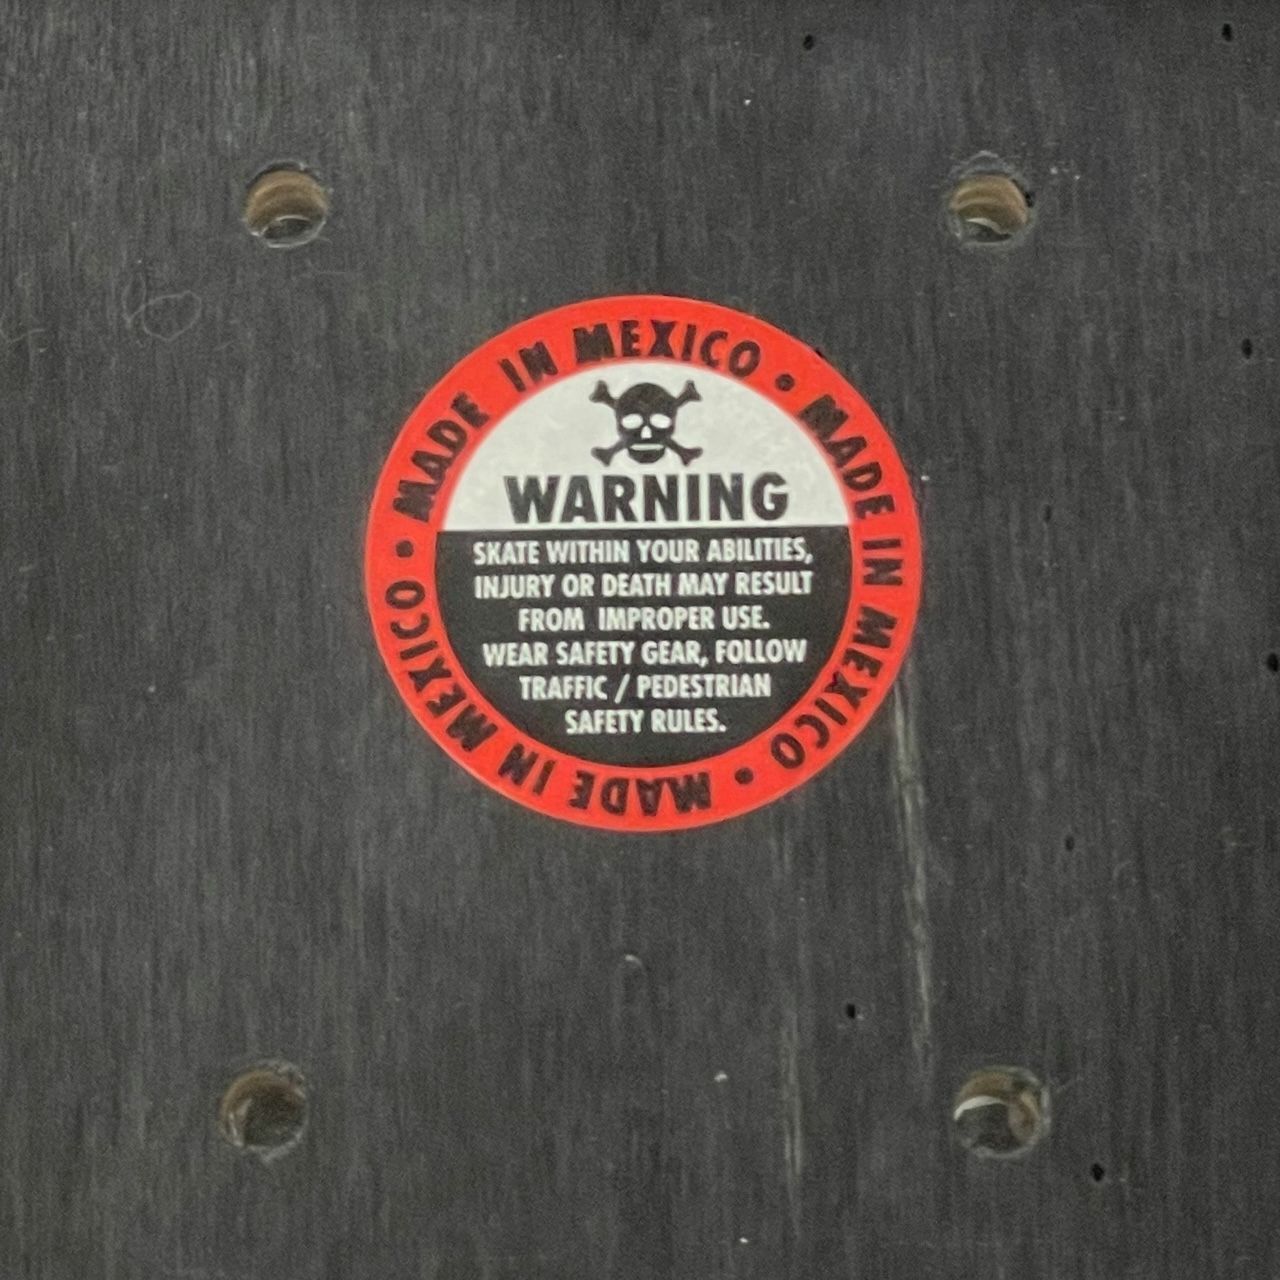 MADE IN MEXICO • MADE IN MEXICO • MADE IN MEXICO •
WARNING
SKATE WITHIN YOUR ABILITIES,
INJURY OR DEATH MAY RESULT
FROM IMPROPER USE.
WEAR SAFETY GEAR, FOLLOW
TRAFFIC / PEDESTRIAN
SAFETY RULES.